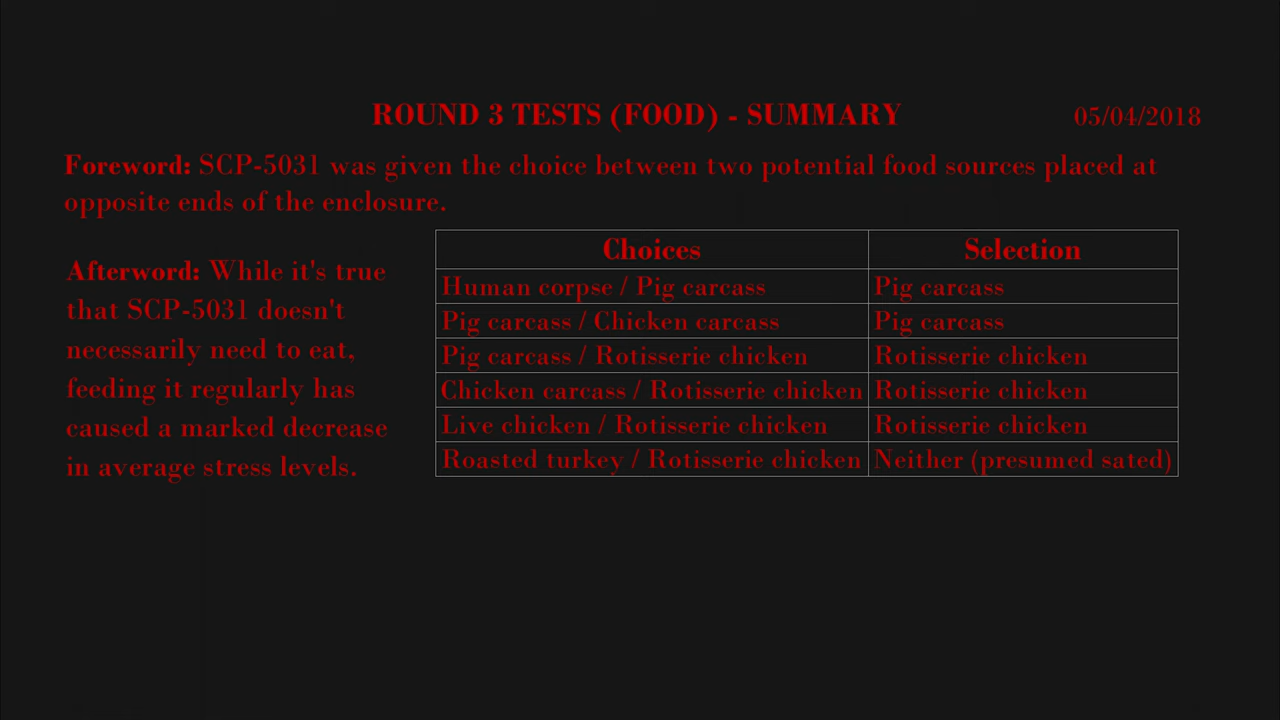 ROUND 3 TESTS (FOOD) - SUMMARY
05/04/2018
Foreword: SCP-5031 was given the choice between two potential food sources placed at
opposite ends of the enclosure.
Afterword: While it's true
that SCP-5031 doesn't
necessarily need to eat,
feeding it regularly has
caused a marked decrease
in average stress levels.
Choices Selection
Human corpse / Pig carcass Pig carcass
Pig carcass / Chicken carcass Pig carcass
Pig carcass / Rotisserie chicken Rotisserie chicken
Chicken carcass / Rotisserie chicken Rotisserie chicken
Live chicken / Rotisserie chicken Rotisserie chicken
Roasted turkey / Rotisserie chicken Neither (presumed sated)